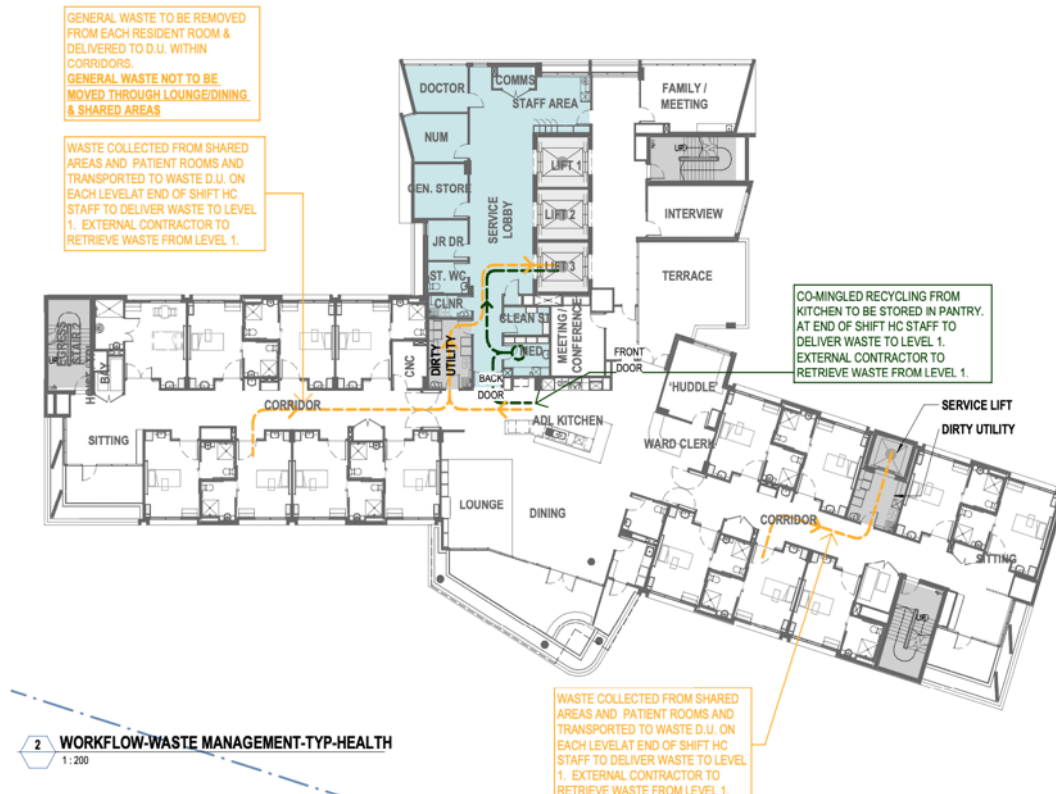 GENERAL WASTE TO BE REMOVED
FROM EACH RESIDENT ROOM &
DELIVERED TO D.U. WITHIN
CORRIDORS.
GENERAL WASTE NOT TO BE
MOVED THROUGH LOUNGE/DINING
& SHARED AREAS
WASTE COLLECTED FROM SHARED
AREAS AND PATIENT ROOMS AND
TRANSPORTED TO WASTE D.U. ON
EACH LEVELAT END OF SHIFT HC
STAFF TO DELIVER WASTE TO LEVEL
1. EXTERNAL CONTRACTOR TO
RETRIEVE WASTE FROM LEVEL 1.
COMMS
DOCTOR
STAFF AREA
FAMILY /
MEETING
NUM
UP
LIFT 1
GEN. STORE
LIFT 2
INTERVIEW
SERVICE
LOBBY
JR DR
LIFT 3
TERRACE
ST. WC
CLNR
CLEAN ST
MED
MEETING /
CONFERENCE
DIRTY
UTILITY
CNC
BACK
DOOR
FRONT
DOOR
CO-MINGLED RECYCLING FROM
KITCHEN TO BE STORED IN PANTRY.
AT END OF SHIFT HC STAFF TO
DELIVER WASTE TO LEVEL 1.
EXTERNAL CONTRACTOR TO
RETRIEVE WASTE FROM LEVEL 1.
EGRESS
STAIR 2
UP
BAY
CORRIDOR
SITTING
ADL KITCHEN
HUDDLE
WARD CLERK
SERVICE LIFT
DIRTY UTILITY
LOUNGE
DINING
CORRIDOR
SITTING
UP
WASTE COLLECTED FROM SHARED
AREAS AND PATIENT ROOMS AND
TRANSPORTED TO WASTE D.U. ON
EACH LEVELAT END OF SHIFT HC
STAFF TO DELIVER WASTE TO LEVEL
1. EXTERNAL CONTRACTOR TO
RETRIEVE WASTE FROM LEVEL 1.
2 WORKFLOW-WASTE MANAGEMENT-TYP-HEALTH
1 : 200